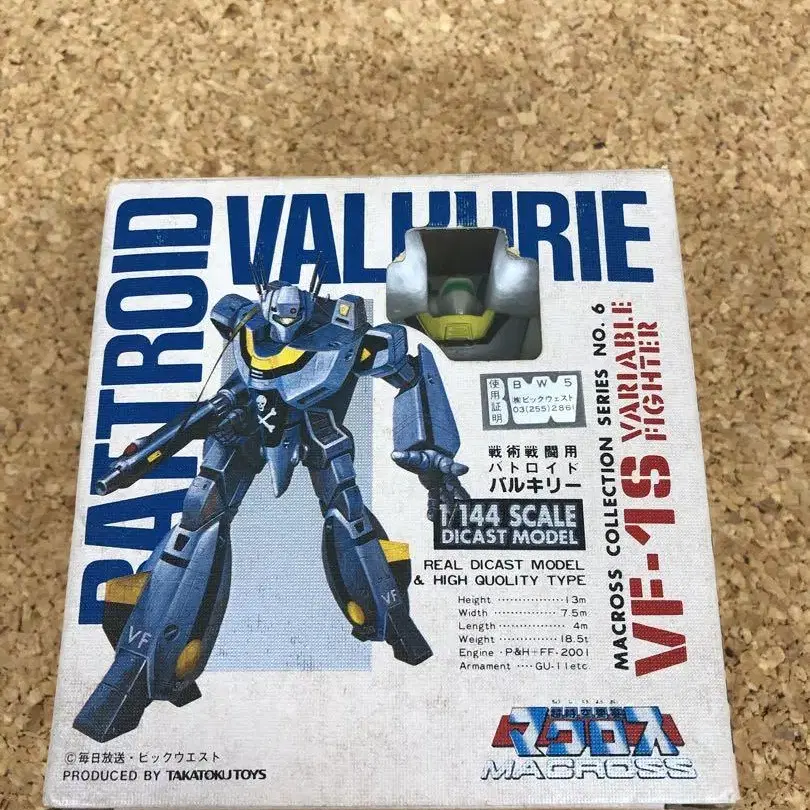 BATTROID
VALKYRIE
使用証明
BW5
㈱ビックウェスト
03(255)2861
戦術戦闘用
バトロイド
バルキリー
1/144 SCALE
DICAST MODEL
REAL DICAST MODEL
& HIGH QUOLITY TYPE
Height ··············· 13m
Width ··············· 7.5m
Length ··············· 4m
Weight ··············· 18.5t
Engine · P&H+FF-2001
Armament ···· GU-11etc.
MACROSS COLLECTION SERIES NO. 6
VF-1S VARIABLE FIGHTER
VF
VF
マクロス
MACROSS
©毎日放送・ビックウエスト
PRODUCED BY TAKATOKU TOYS